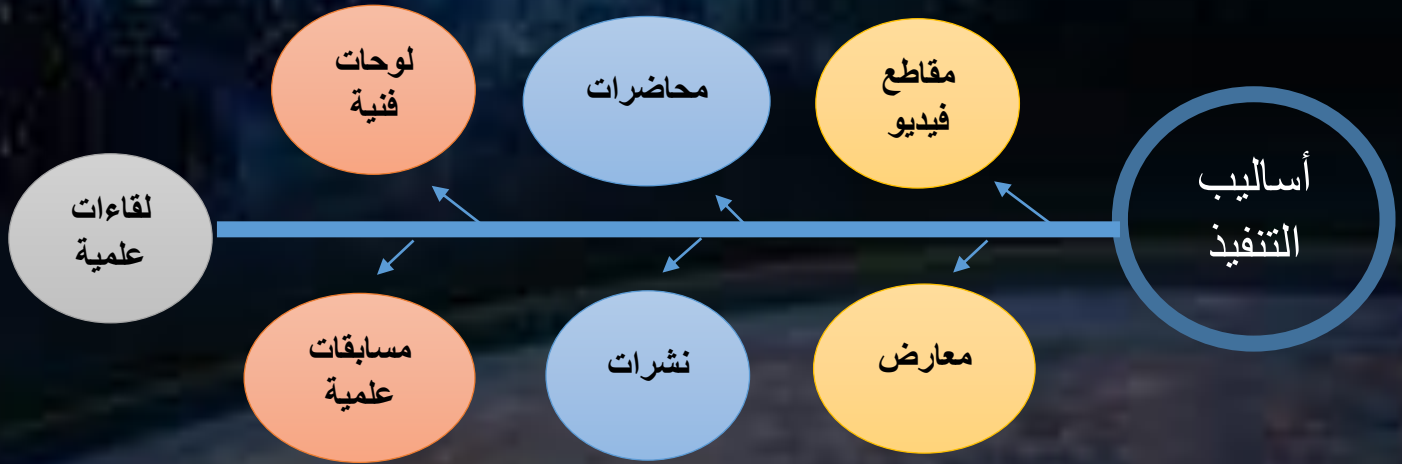 أساليب
التنفيذ
مقاطع
فيديو
محاضرات
لوحات
فنية
معارض
نشرات
مسابقات
علمية
لقاءات
علمية